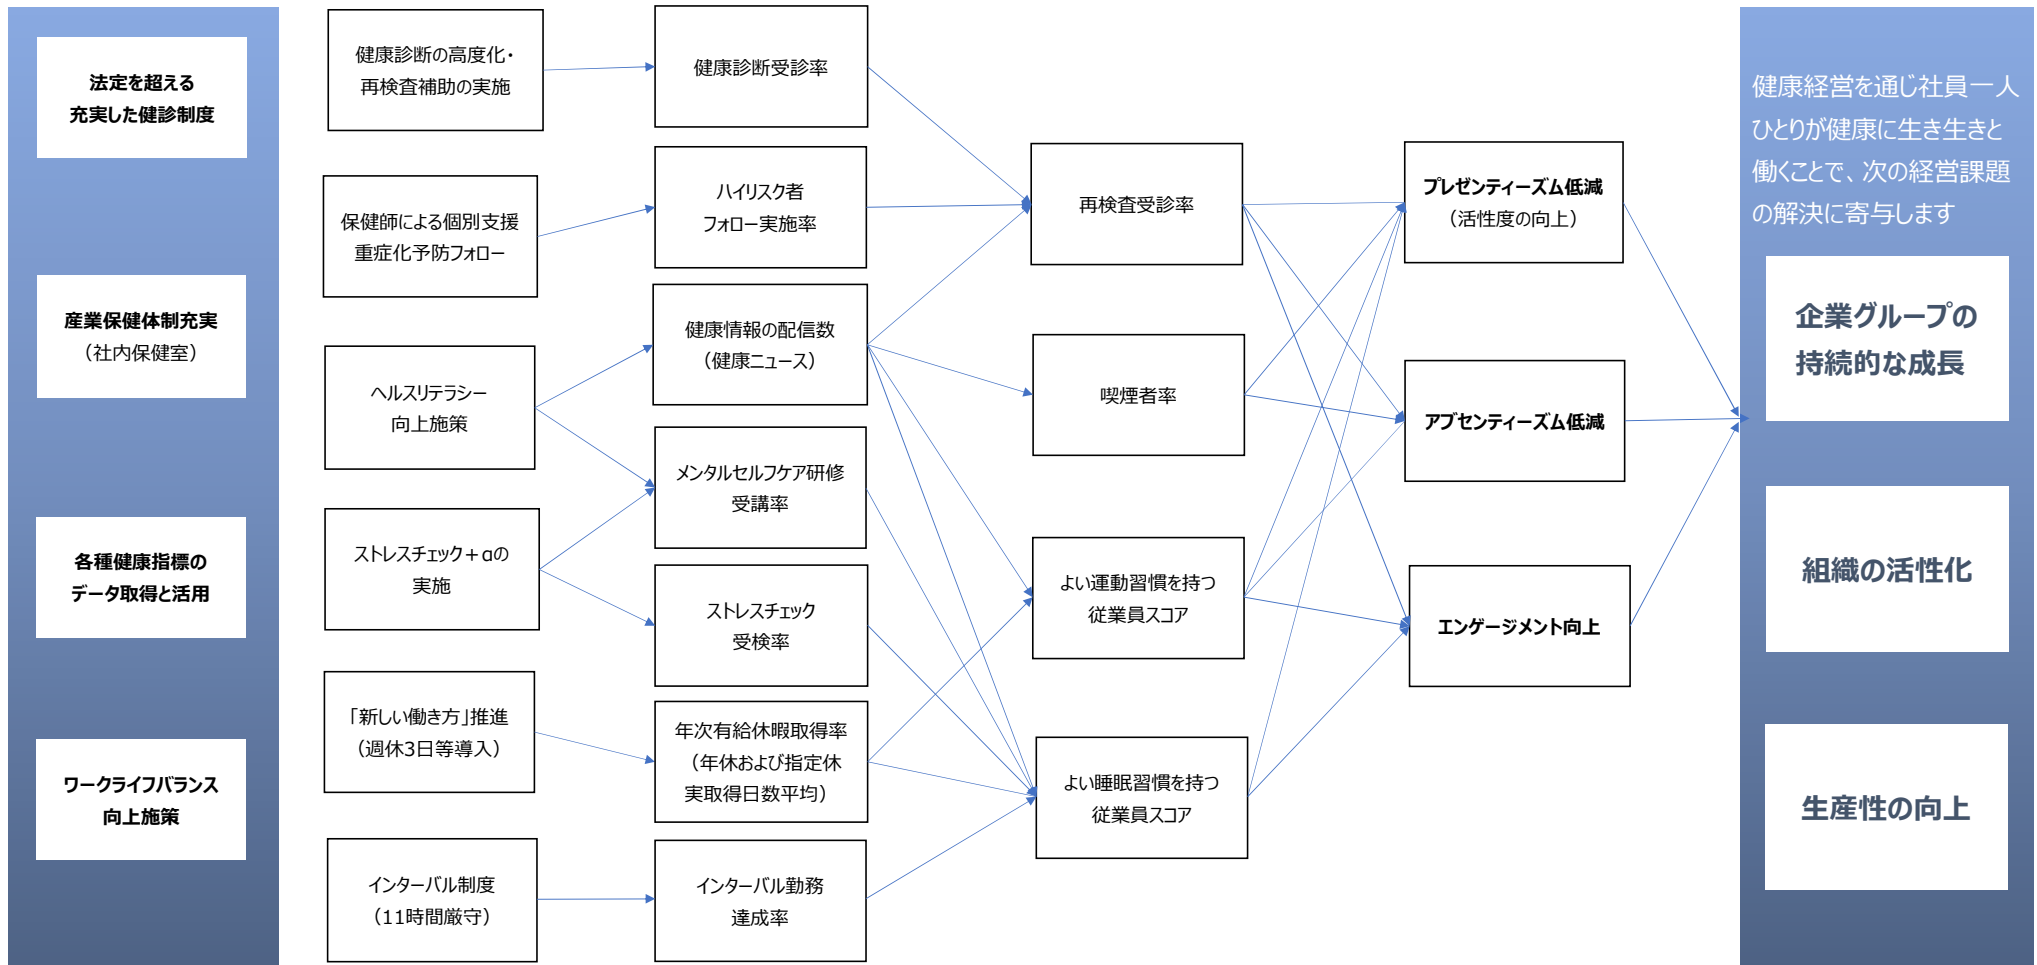 法定を超える
充実した健診制度
産業保健体制充実
（社内保健室）
各種健康指標の
データ取得と活用
ワークライフバランス
向上施策
健康診断の高度化・
再検査補助の実施
保健師による個別支援
重症化予防フォロー
ヘルスリテラシー
向上施策
ストレスチェック＋αの
実施
「新しい働き方」推進
（週休3日等導入）
インターバル制度
（11時間厳守）
健康診断受診率
ハイリスク者
フォロー実施率
健康情報の配信数
（健康ニュース）
メンタルセルフケア研修
受講率
ストレスチェック
受検率
年次有給休暇取得率
（年休および指定休
実取得日数平均）
インターバル勤務
達成率
再検査受診率
喫煙者率
よい運動習慣を持つ
従業員スコア
よい睡眠習慣を持つ
従業員スコア
プレゼンティーズム低減
（活性度の向上）
アブセンティーズム低減
エンゲージメント向上
健康経営を通じ社員一人
ひとりが健康に生き生きと
働くことで、次の経営課題
の解決に寄与します
企業グループの
持続的な成長
組織の活性化
生産性の向上